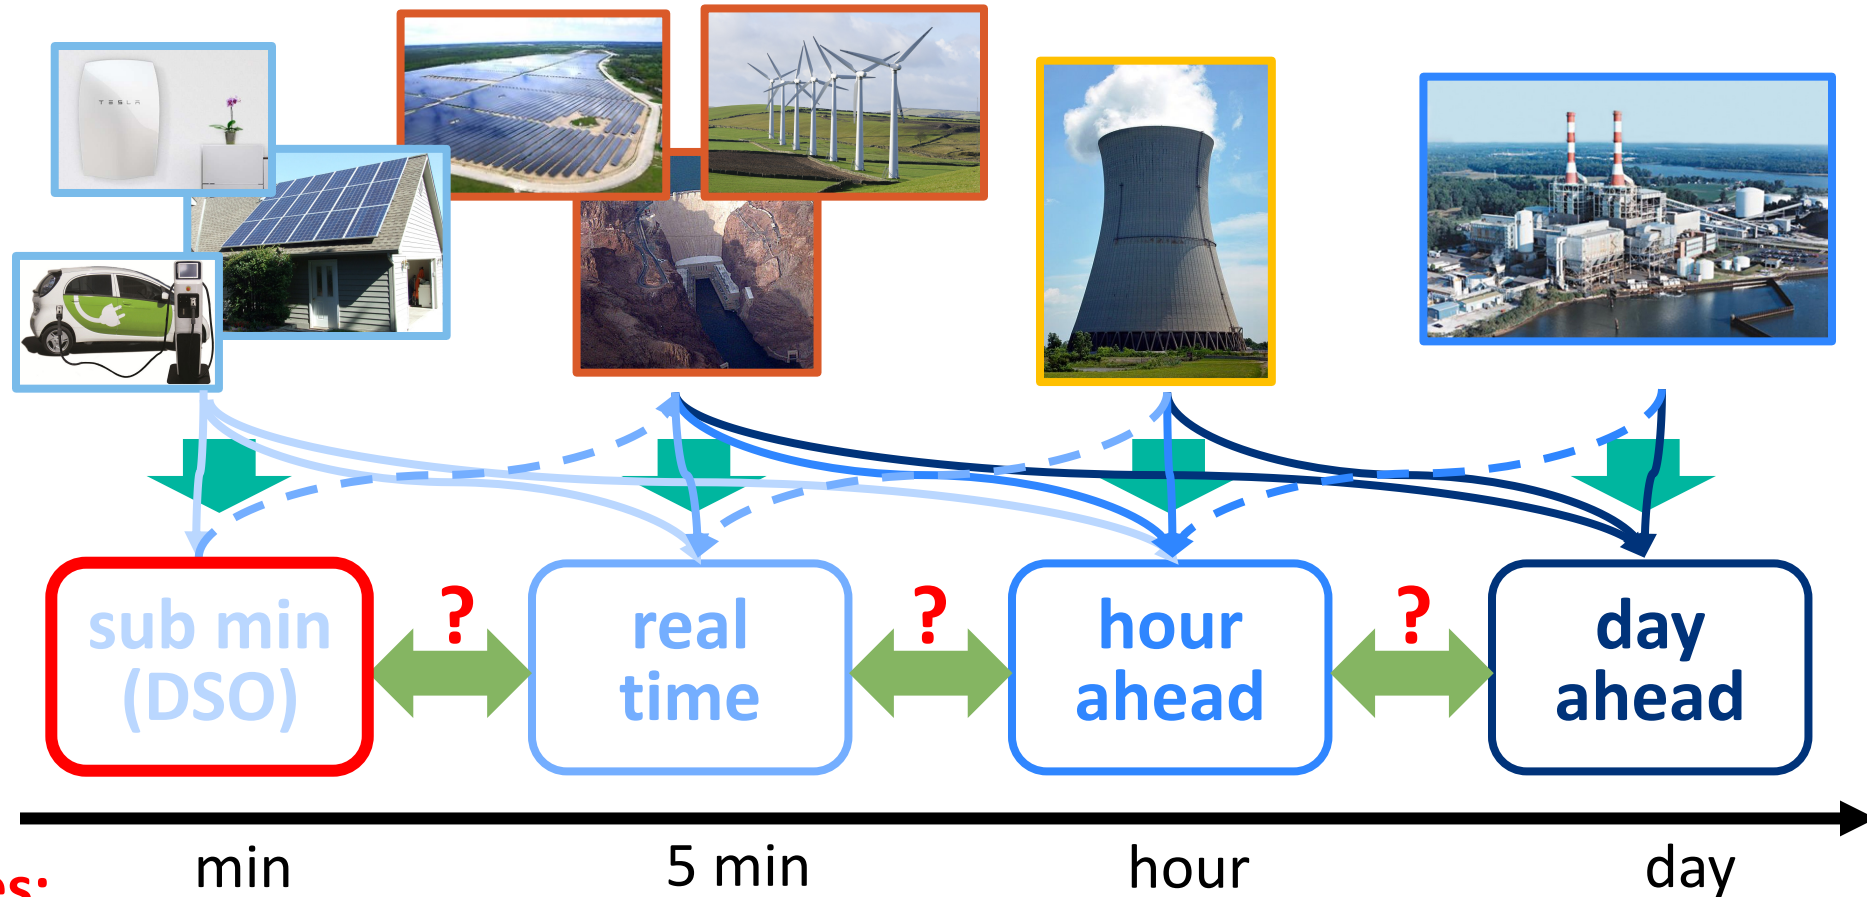 TESLA
?
?
?
sub min
(DSO)
real
time
hour
ahead
day
ahead
min
5 min
hour
day